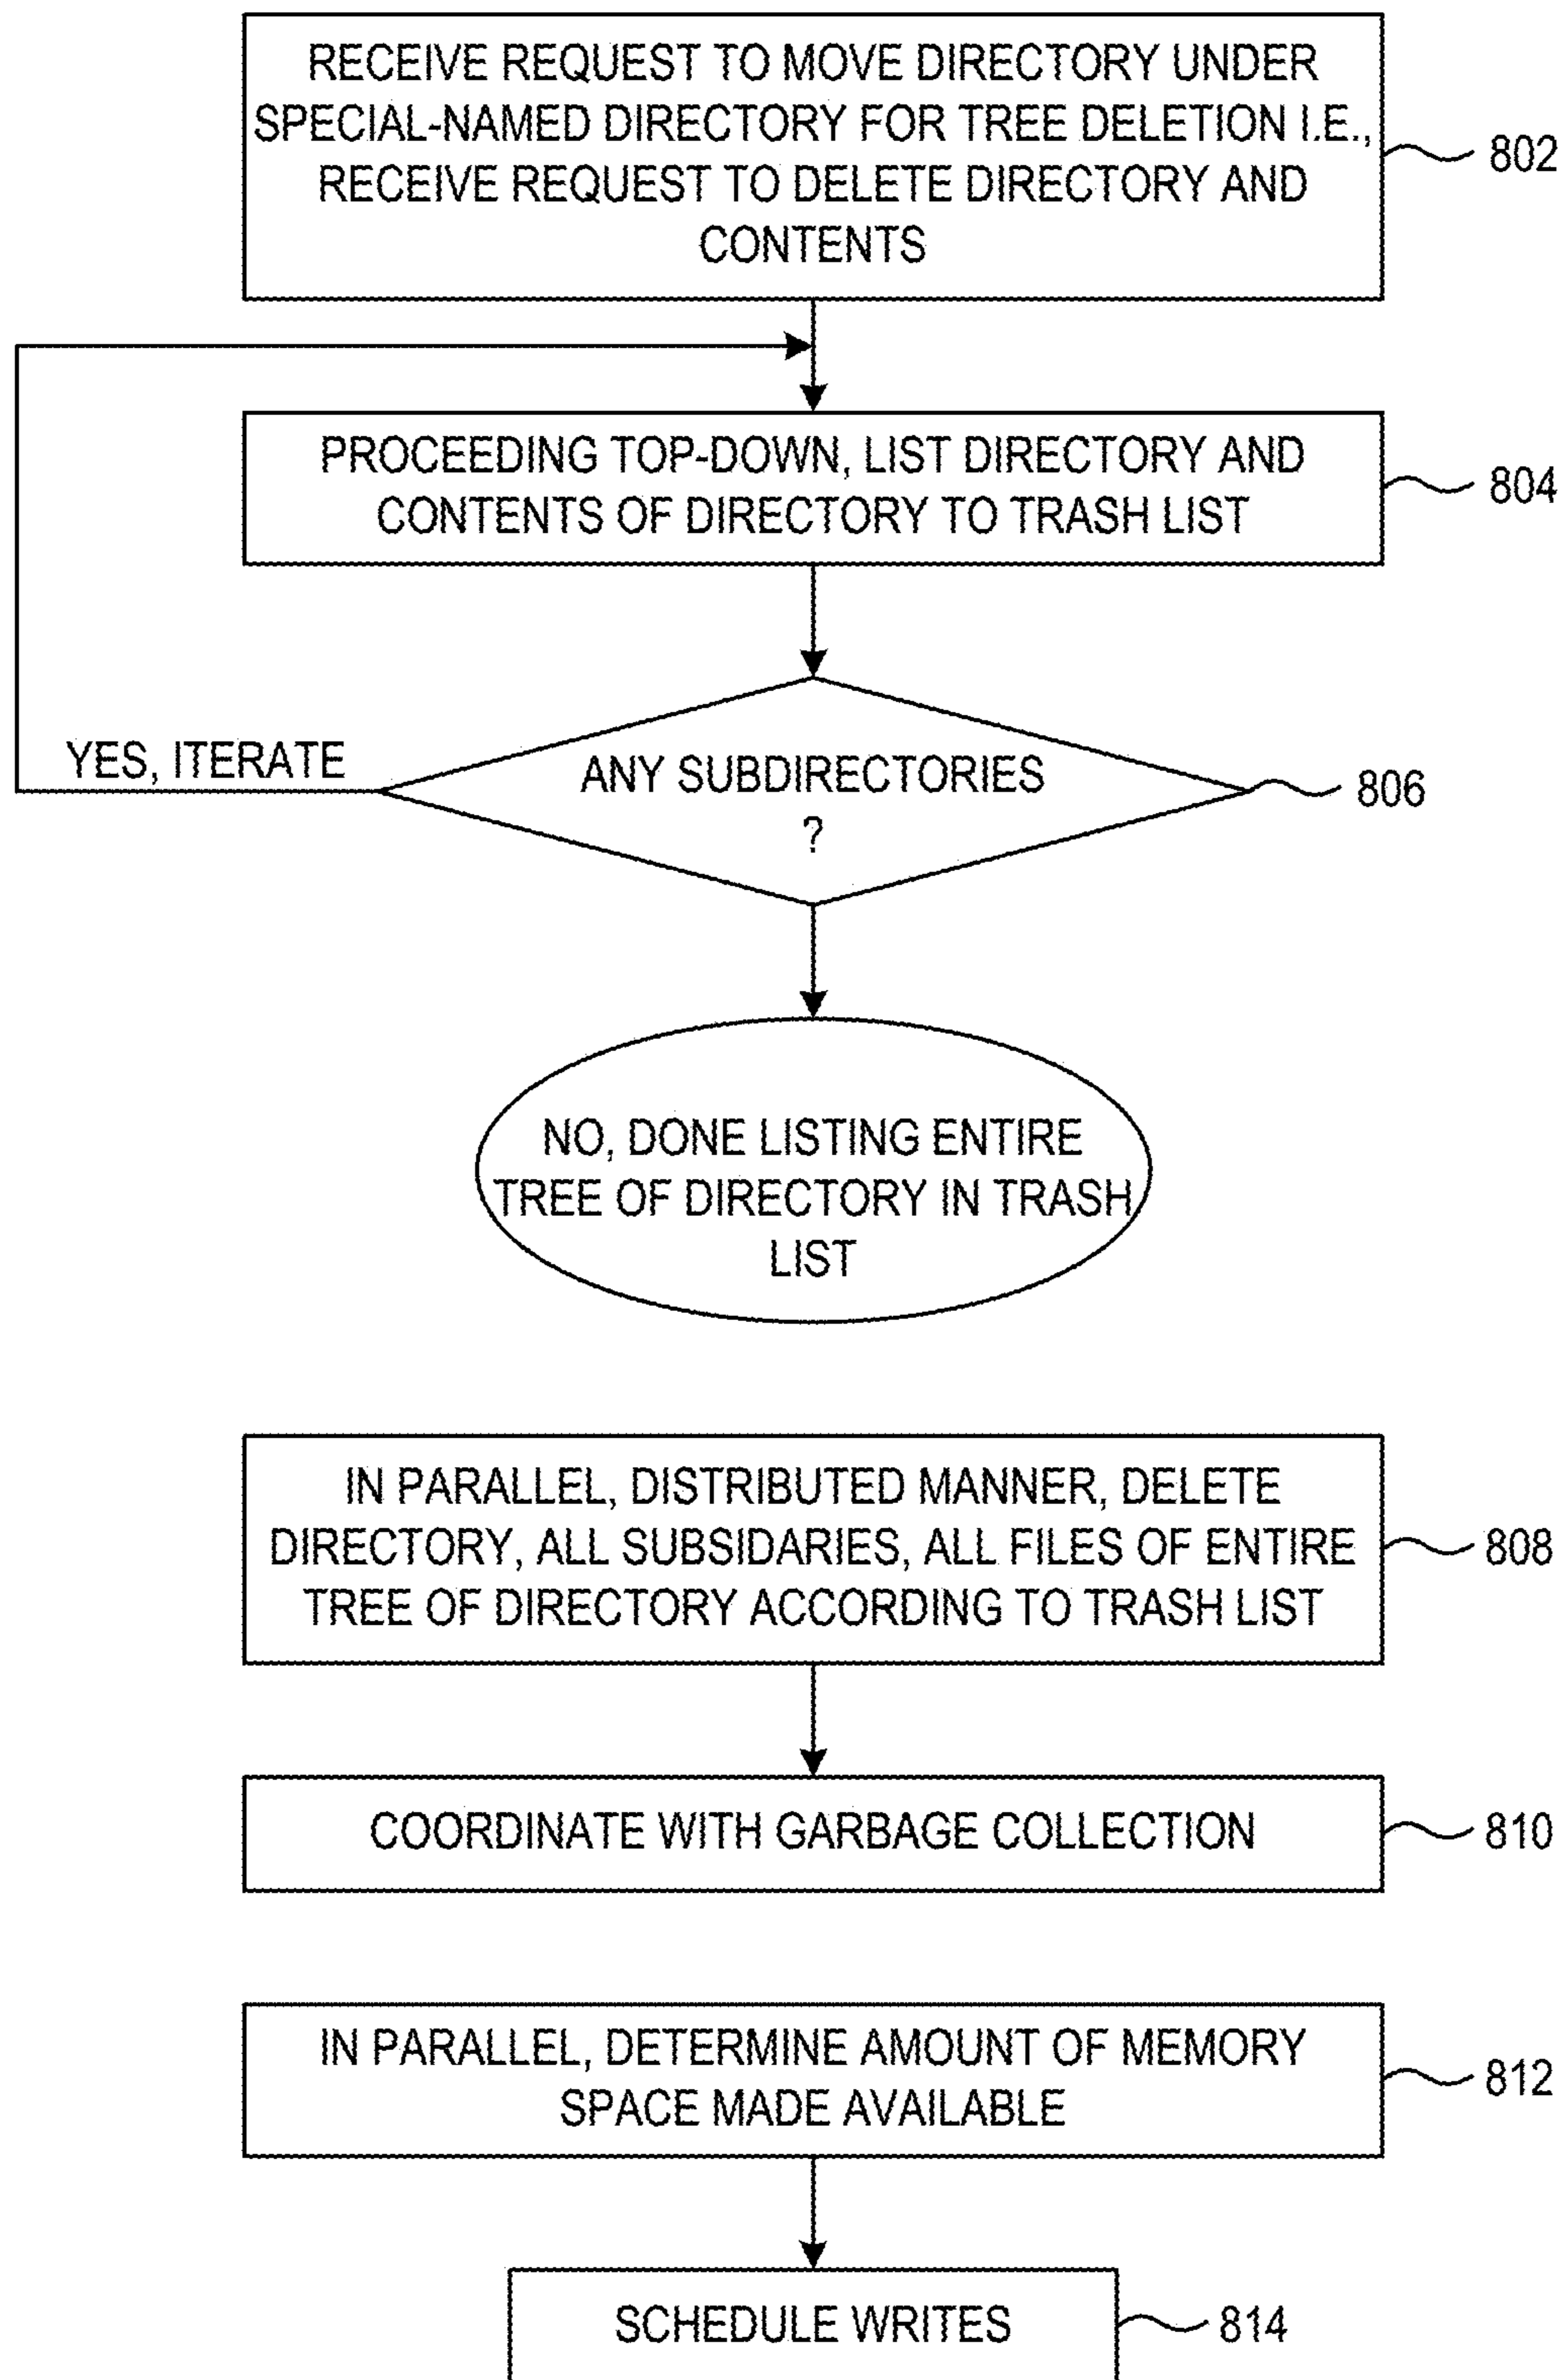 RECEIVE REQUEST TO MOVE DIRECTORY UNDER
SPECIAL-NAMED DIRECTORY FOR TREE DELETION I.E.,
RECEIVE REQUEST TO DELETE DIRECTORY AND
CONTENTS
802
PROCEEDING TOP-DOWN, LIST DIRECTORY AND
CONTENTS OF DIRECTORY TO TRASH LIST
804
YES, ITERATE
ANY SUBDIRECTORIES
?
806
NO, DONE LISTING ENTIRE
TREE OF DIRECTORY IN TRASH
LIST
IN PARALLEL, DISTRIBUTED MANNER, DELETE
DIRECTORY, ALL SUBSIDARIES, ALL FILES OF ENTIRE
TREE OF DIRECTORY ACCORDING TO TRASH LIST
808
COORDINATE WITH GARBAGE COLLECTION
810
IN PARALLEL, DETERMINE AMOUNT OF MEMORY
SPACE MADE AVAILABLE
812
SCHEDULE WRITES
814